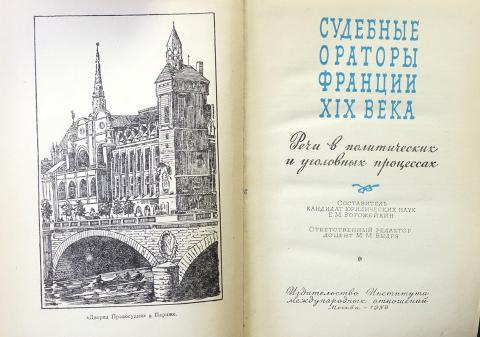 «Дворец Правосудия» в Париже.
СУДЕБНЫЕ
ОРАТОРЫ
ФРАНЦИИ
XIX ВЕКА
Речи в политических
и уголовных процессах
СОСТАВИТЕЛЬ
КАНДИДАТ ЮРИДИЧЕСКИХ НАУК
Е. М. ВОРОЖЕЙКИН
ОТВЕТСТВЕННЫЙ РЕДАКТОР
ДОЦЕНТ М. М. ВЫДРЯ
Издательство Института
международных отношений
Москва -